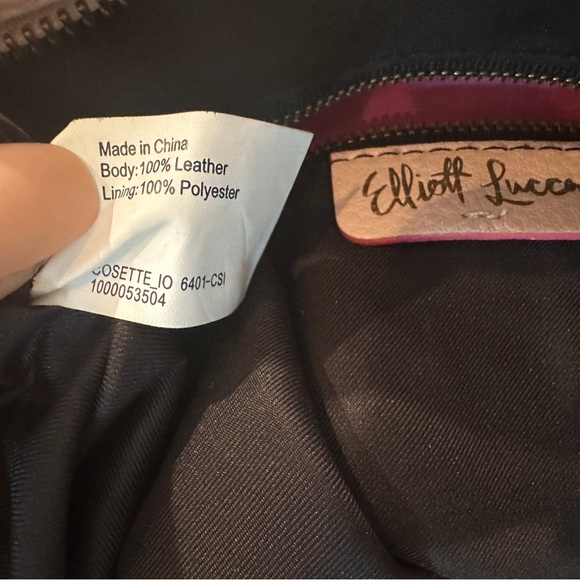 Made in China
Body:100% Leather
Lining:100% Polyester
COSETTE_IO 6401-CSI
1000053504
Elliott Lucca